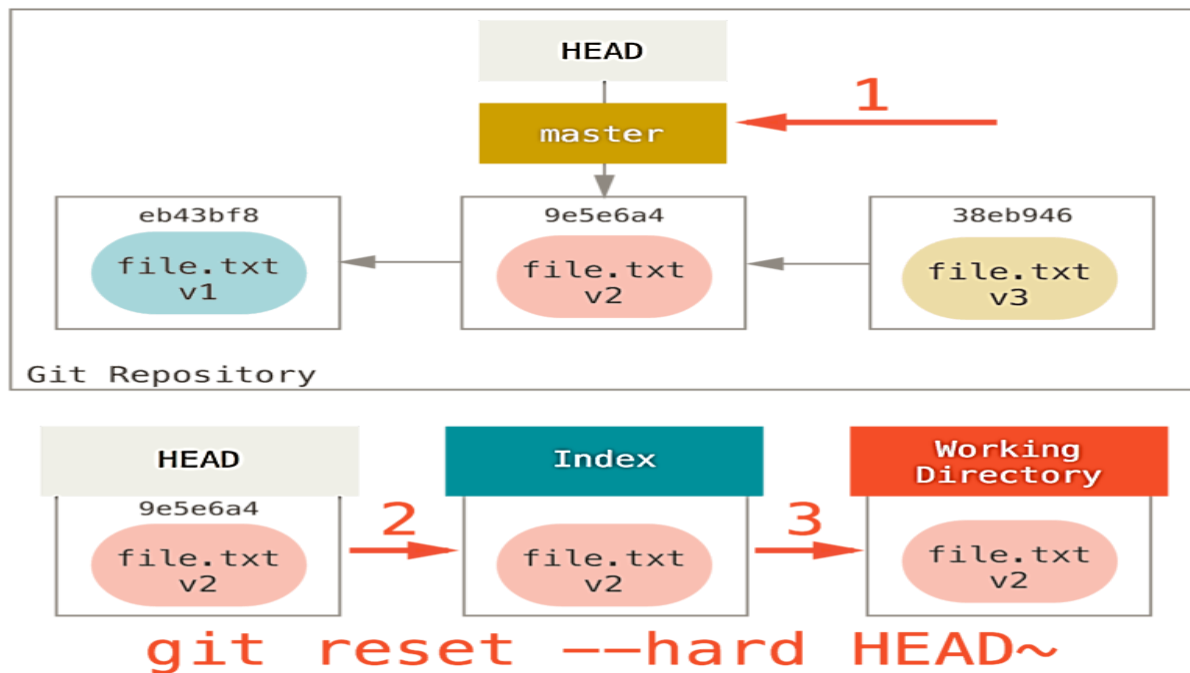 HEAD
1
master
eb43bf8
file.txt
v1
9e5e6a4
file.txt
v2
38eb946
file.txt
v3
Git Repository
HEAD
9e5e6a4
file.txt
v2
2
Index
file.txt
v2
3
Working
Directory
file.txt
v2
git reset --hard HEAD~